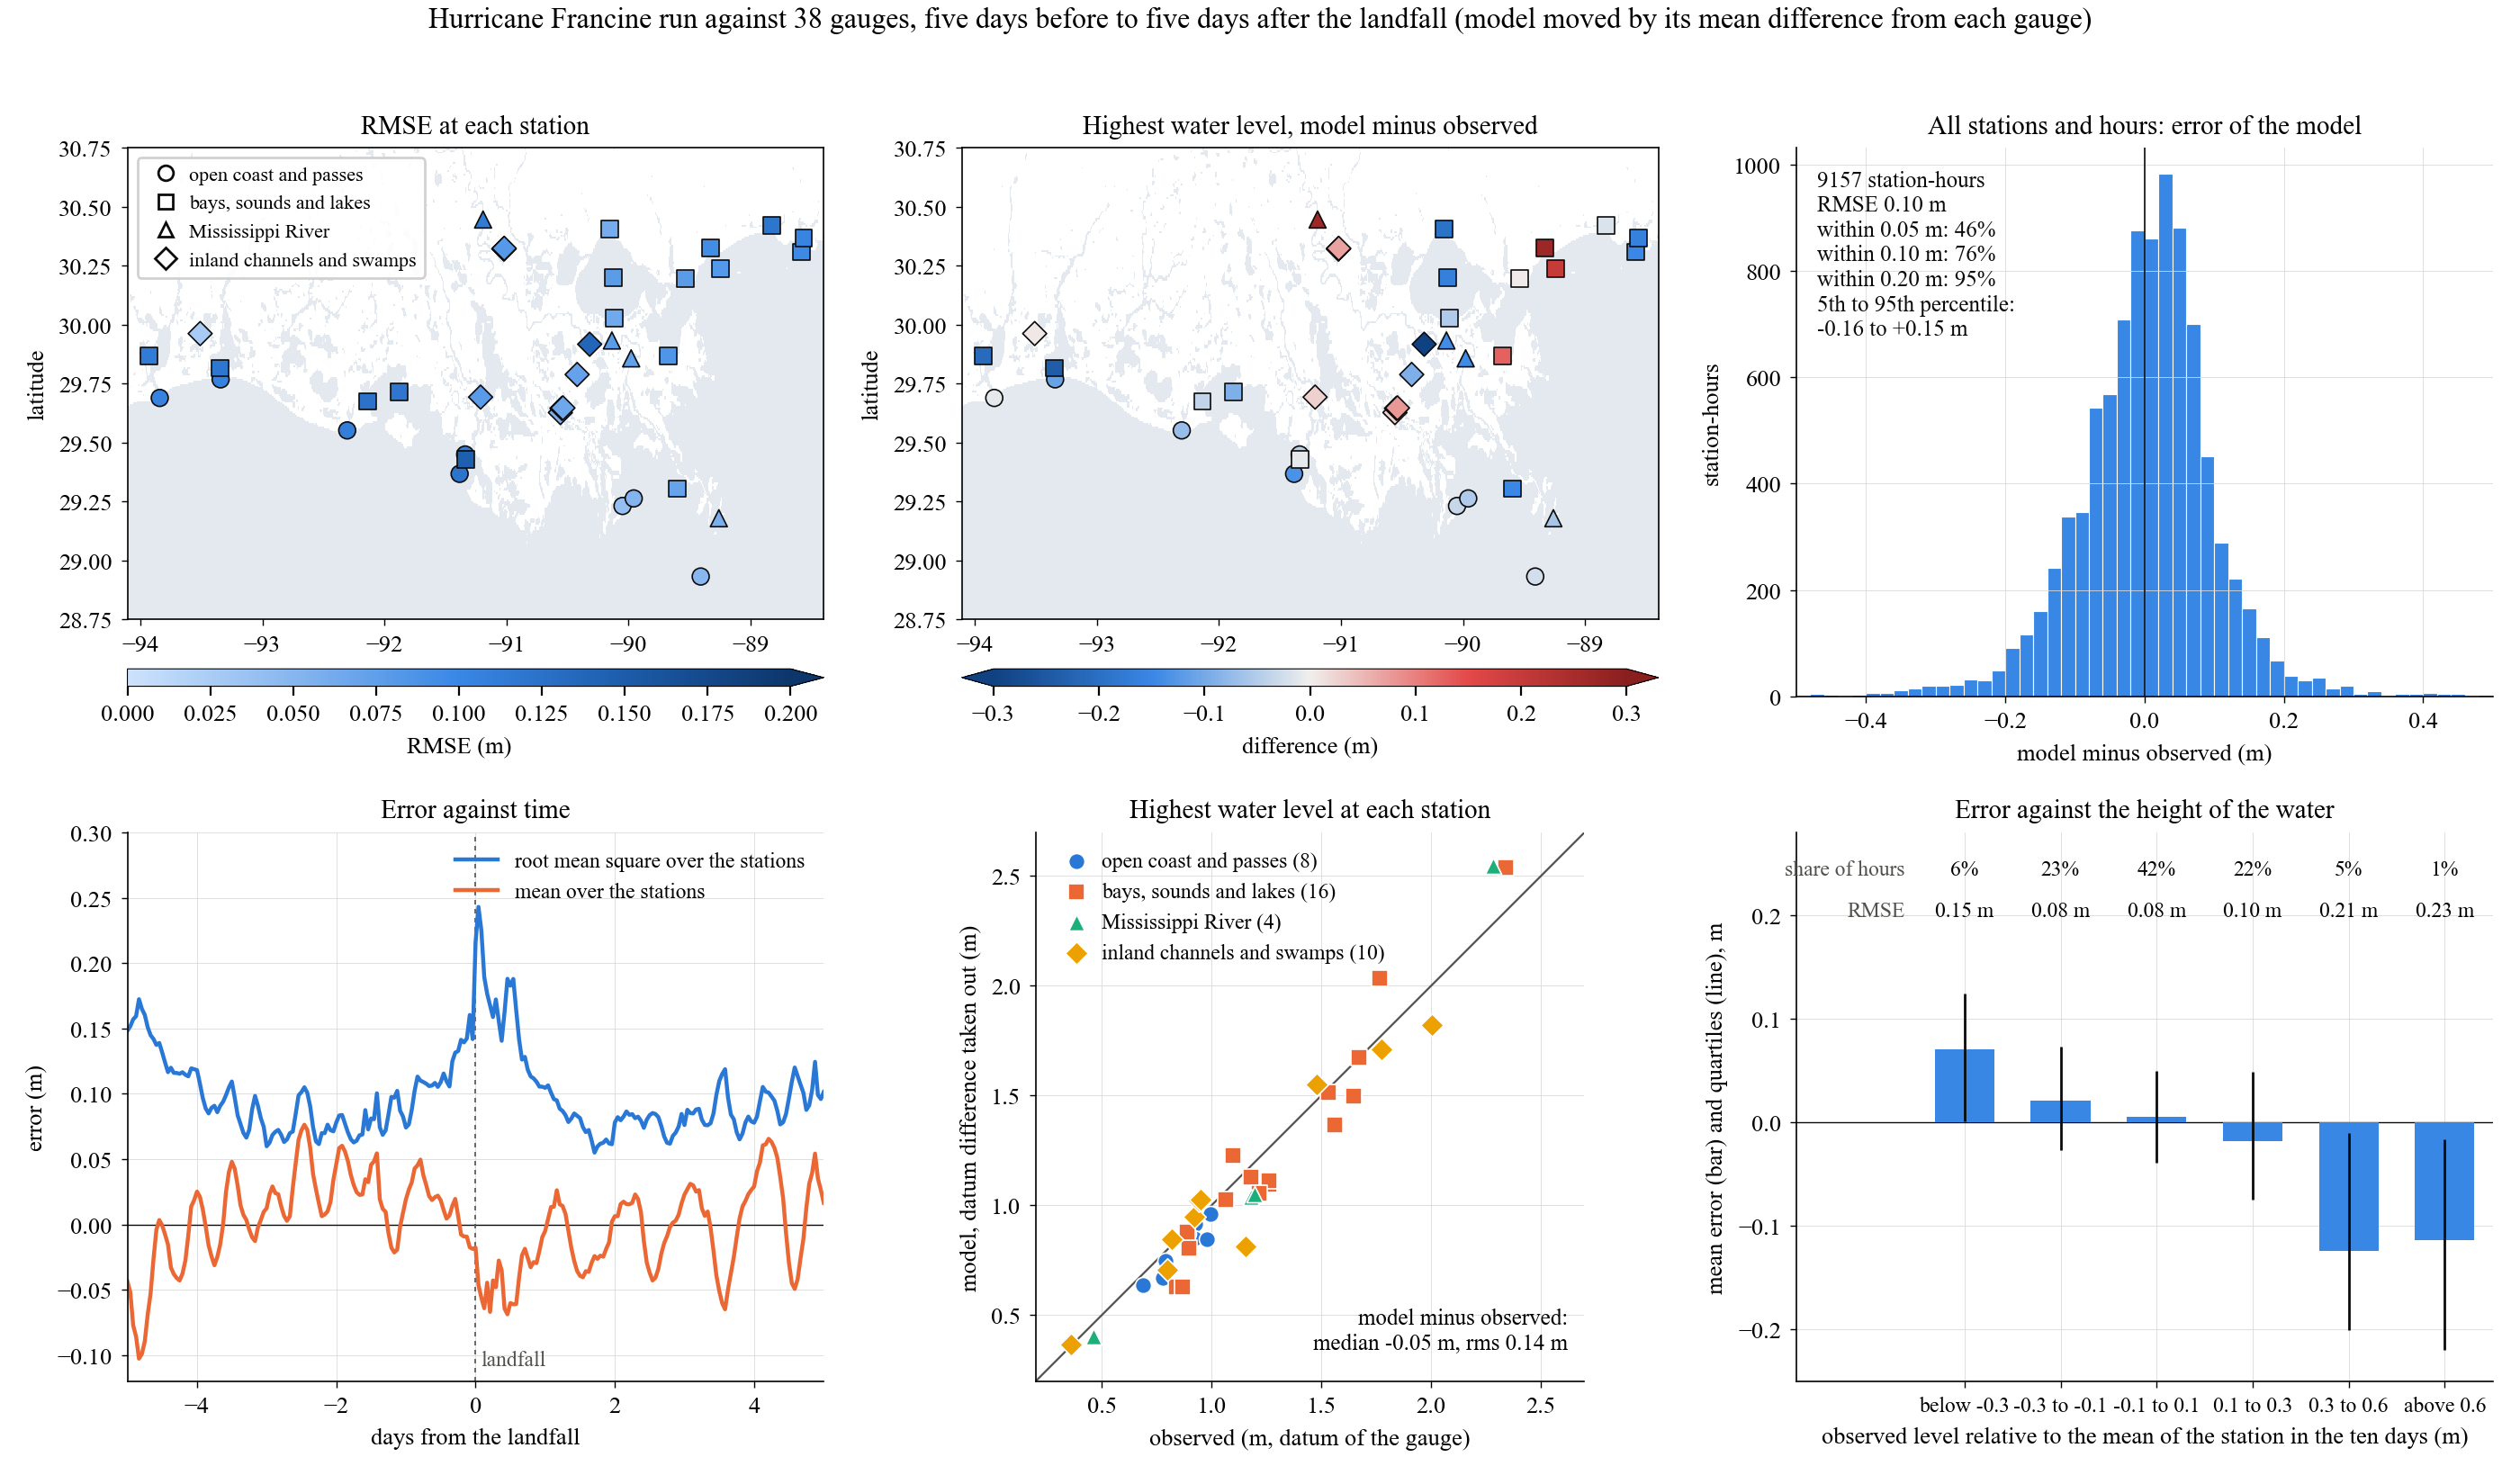 Hurricane Francine run against 38 gauges, five days before to five days after the landfall (model moved by its mean difference from each gauge)
RMSE at each station
30.75
30.50
30.25
30.00
29.75
29.50
29.25
29.00
28.75
latitude
open coast and passes
bays, sounds and lakes
Mississippi River
inland channels and swamps
−94 −93 −92 −91 −90 −89
0.000 0.025 0.050 0.075 0.100 0.125 0.150 0.175 0.200
RMSE (m)
Highest water level, model minus observed
30.75
30.50
30.25
30.00
29.75
29.50
29.25
29.00
28.75
latitude
−94 −93 −92 −91 −90 −89
−0.3 −0.2 −0.1 0.0 0.1 0.2 0.3
difference (m)
All stations and hours: error of the model
1000
800
600
400
200
0
station-hours
9157 station-hours
RMSE 0.10 m
within 0.05 m: 46%
within 0.10 m: 76%
within 0.20 m: 95%
5th to 95th percentile:
-0.16 to +0.15 m
−0.4 −0.2 0.0 0.2 0.4
model minus observed (m)
Error against time
0.30
0.25
0.20
0.15
0.10
0.05
0.00
−0.05
−0.10
error (m)
root mean square over the stations
mean over the stations
landfall
−4 −2 0 2 4
days from the landfall
Highest water level at each station
2.5
2.0
1.5
1.0
0.5
model, datum difference taken out (m)
open coast and passes (8)
bays, sounds and lakes (16)
Mississippi River (4)
inland channels and swamps (10)
model minus observed:
median -0.05 m, rms 0.14 m
0.5 1.0 1.5 2.0 2.5
observed (m, datum of the gauge)
Error against the height of the water
share of hours 6% 23% 42% 22% 5% 1%
RMSE 0.15 m 0.08 m 0.08 m 0.10 m 0.21 m 0.23 m
0.2
0.1
0.0
−0.1
−0.2
mean error (bar) and quartiles (line), m
below -0.3 -0.3 to -0.1 -0.1 to 0.1 0.1 to 0.3 0.3 to 0.6 above 0.6
observed level relative to the mean of the station in the ten days (m)